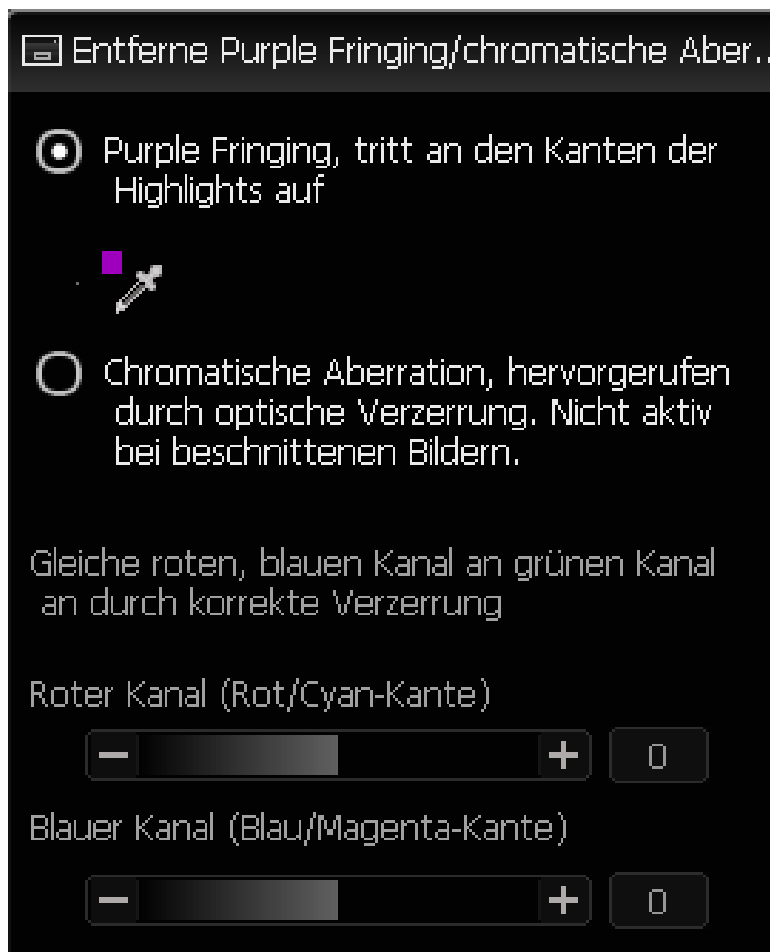 Entferne Purple Fringing/chromatische Aber..
Purple Fringing, tritt an den Kanten der
Highlights auf
Chromatische Aberration, hervorgerufen
durch optische Verzerrung. Nicht aktiv
bei beschnittenen Bildern.
Gleiche roten, blauen Kanal an grünen Kanal
an durch korrekte Verzerrung
Roter Kanal (Rot/Cyan-Kante)
0
Blauer Kanal (Blau/Magenta-Kante)
0